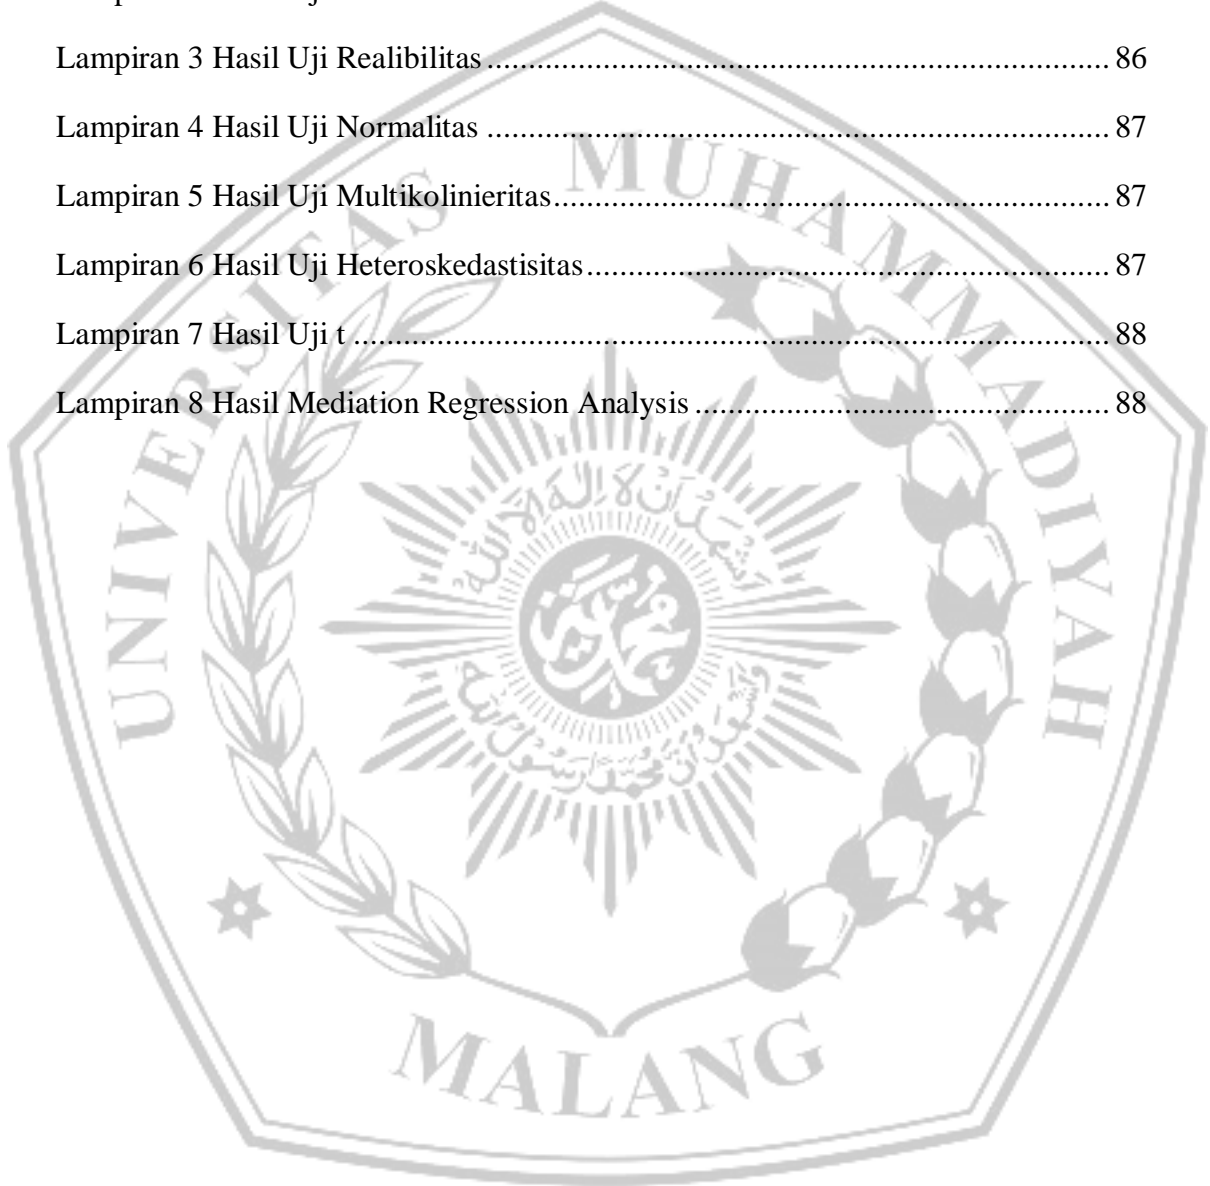 Lampiran 3 Hasil Uji Realibilitas ........................................................................... 86
Lampiran 4 Hasil Uji Normalitas ........................................................................... 87
Lampiran 5 Hasil Uji Multikolinieritas ................................................................... 87
Lampiran 6 Hasil Uji Heteroskedastisitas ............................................................... 87
Lampiran 7 Hasil Uji t ........................................................................................... 88
Lampiran 8 Hasil Mediation Regression Analysis .................................................. 88
UNIVERSITAS MUHAMMADIYAH
MALANG